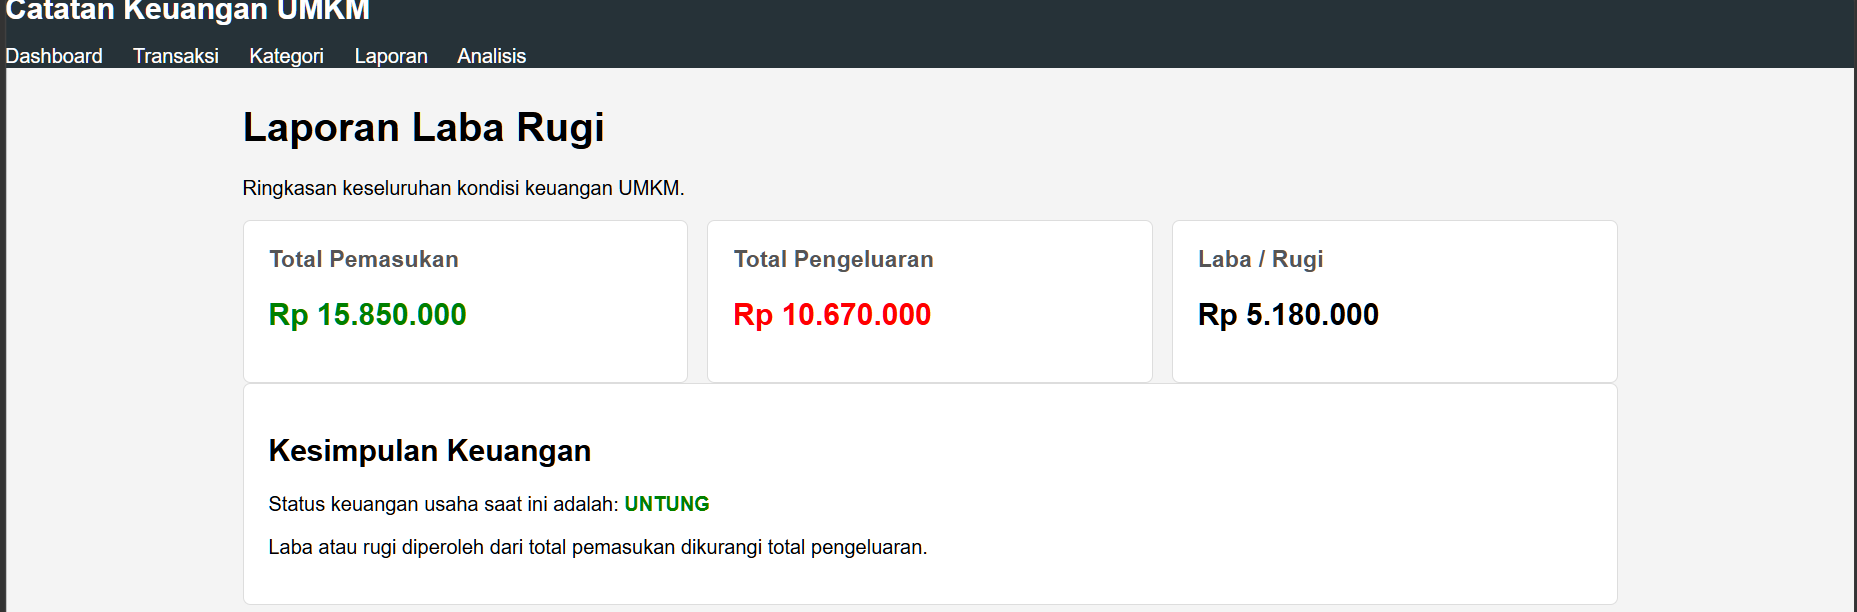 Catatan Keuangan UMKM
Dashboard Transaksi Kategori Laporan Analisis
Laporan Laba Rugi
Ringkasan keseluruhan kondisi keuangan UMKM.
Total Pemasukan
Rp 15.850.000
Total Pengeluaran
Rp 10.670.000
Laba / Rugi
Rp 5.180.000
Kesimpulan Keuangan
Status keuangan usaha saat ini adalah: UNTUNG
Laba atau rugi diperoleh dari total pemasukan dikurangi total pengeluaran.